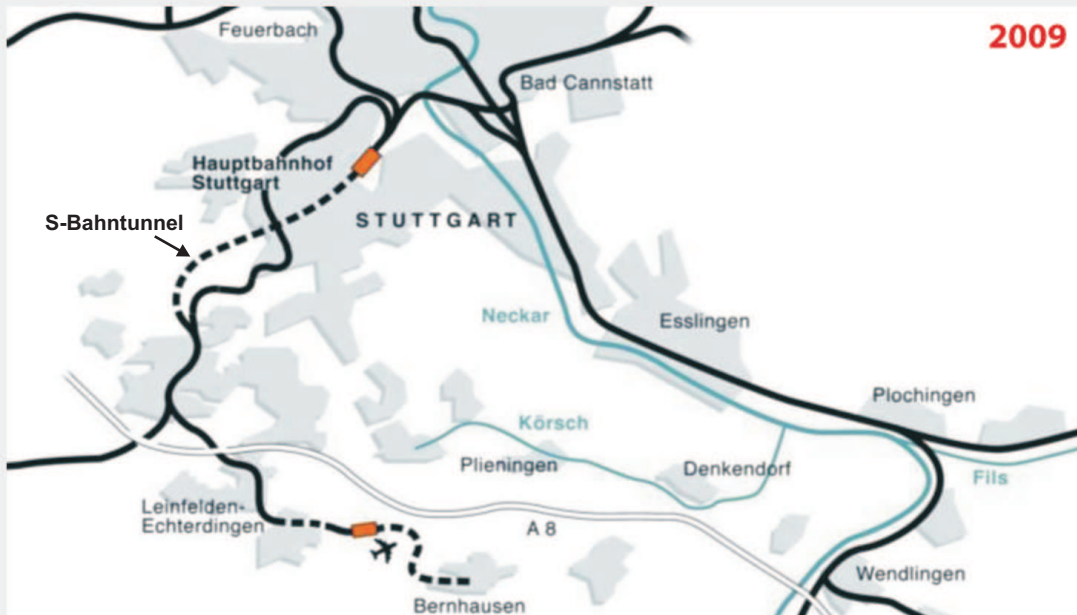 2009
Feuerbach
Bad Cannstatt
Hauptbahnhof
Stuttgart
S-Bahntunnel
STUTTGART
Neckar
Esslingen
Plochingen
Körsch
Plieningen
Denkendorf
Fils
Leinfelden-
Echterdingen
A 8
Wendlingen
Bernhausen